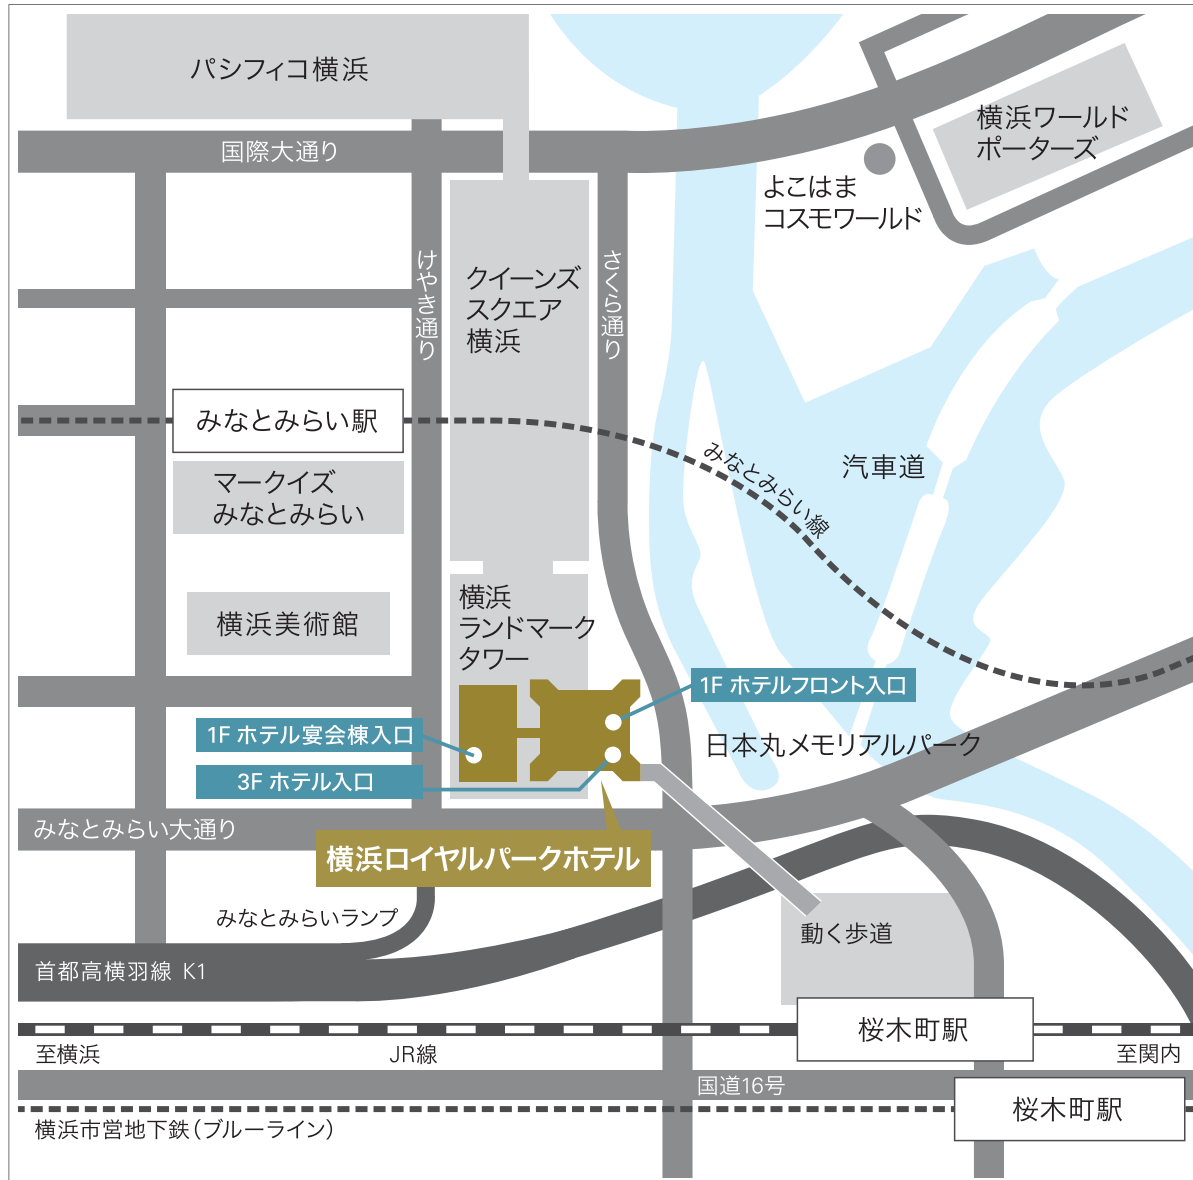 パシフィコ横浜
横浜ワールド
ポーターズ
国際大通り
よこはま
コスモワールド
けやき通り
クイーンズ
スクエア
横浜
さくら通り
みなとみらい駅
みなとみらい線
汽車道
マークイズ
みなとみらい
横浜美術館
横浜
ランドマーク
タワー
1F ホテルフロント入口
1F ホテル宴会棟入口
3F ホテル入口
日本丸メモリアルパーク
みなとみらい大通り
横浜ロイヤルパークホテル
みなとみらいランプ
動く歩道
首都高横羽線 K1
桜木町駅
至横浜
JR線
至関内
国道16号
桜木町駅
横浜市営地下鉄(ブルーライン)